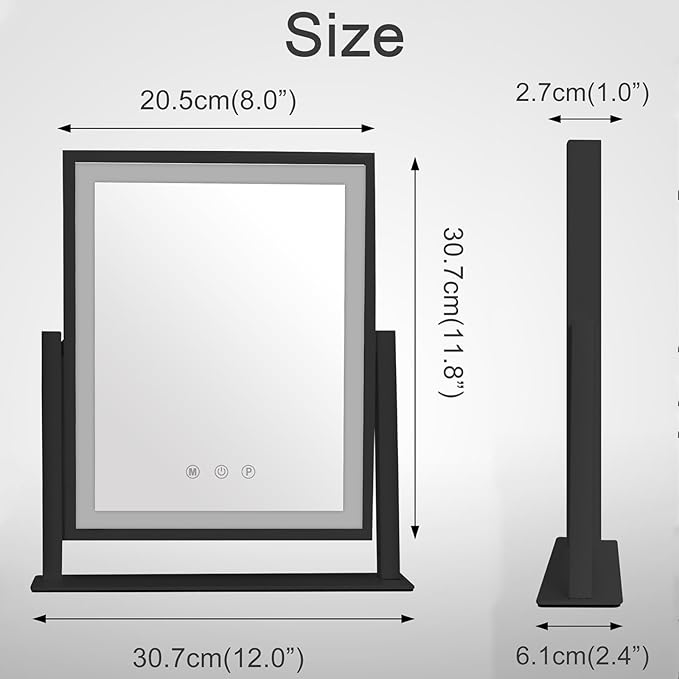 Size
20.5cm(8.0”)
2.7cm(1.0”)
30.7cm(11.8”)
M
P
30.7cm(12.0”)
6.1cm(2.4”)